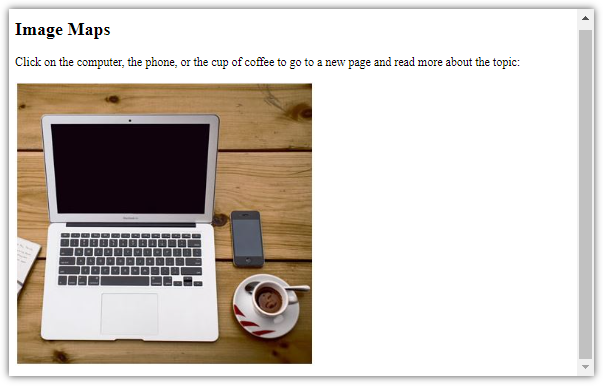 Image Maps
Click on the computer, the phone, or the cup of coffee to go to a new page and read more about the topic: